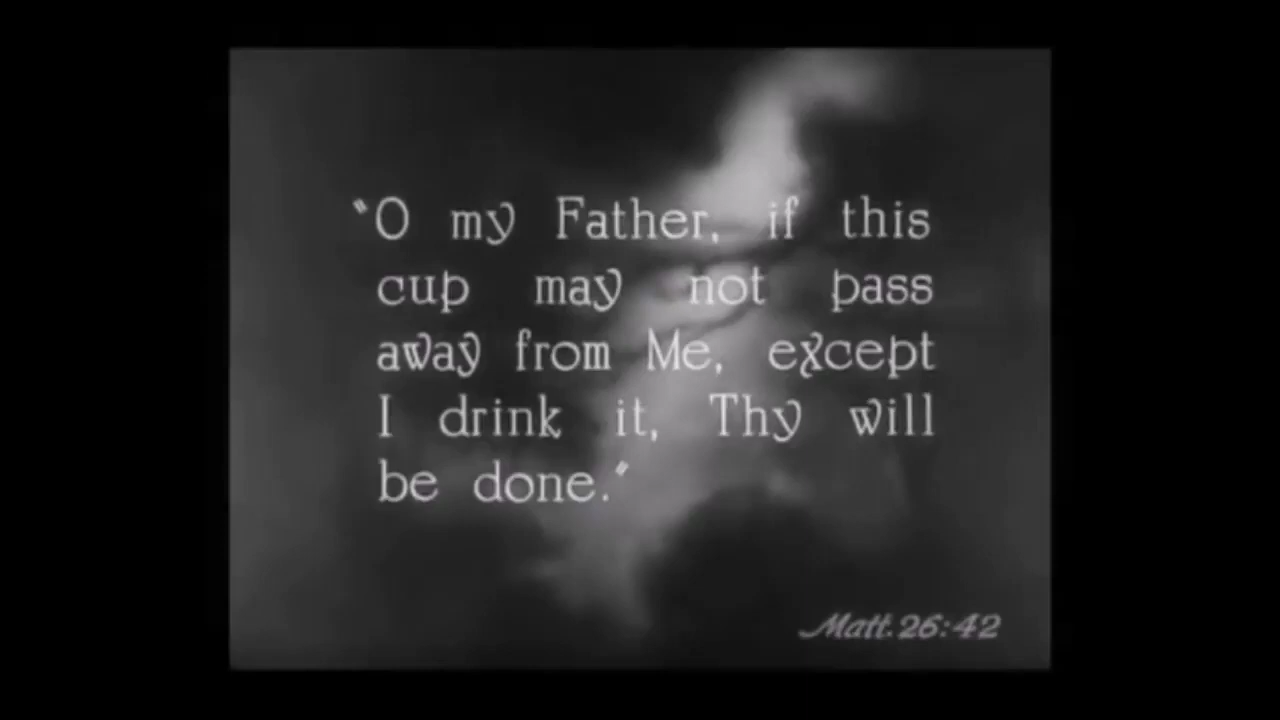 "O my Father, if this
cup may not pass
away from Me, except
I drink it, Thy will
be done."
Matt. 26:42